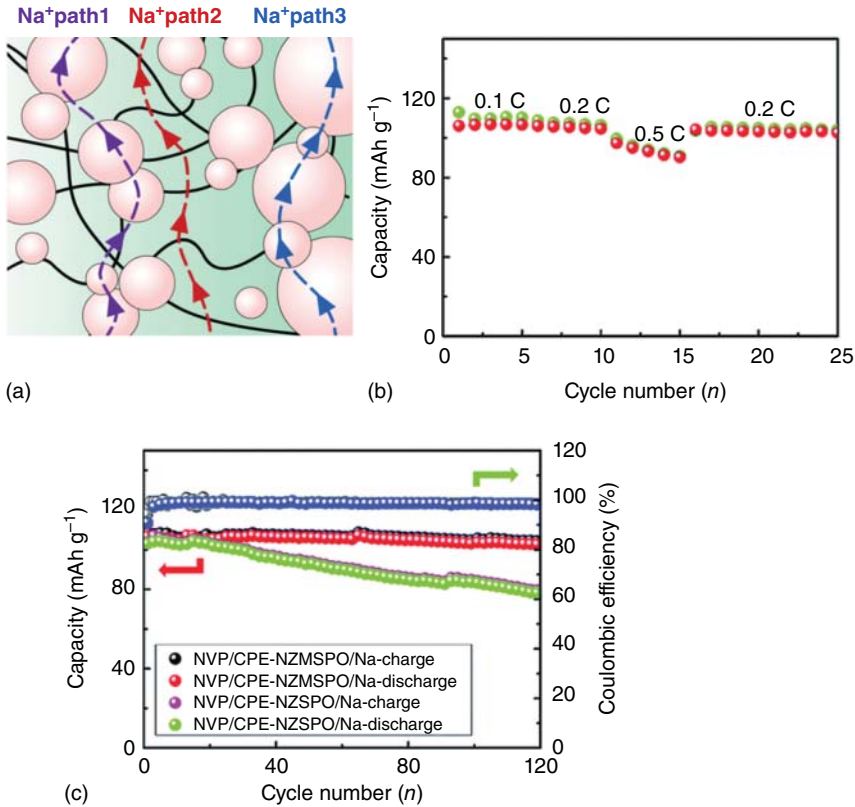 Na⁺path1 Na⁺path2 Na⁺path3
(a)
Capacity (mAh g⁻¹)
120
80
40
0
0.1 C 0.2 C 0.5 C 0.2 C
0 5 10 15 20 25
Cycle number (n)
(b)
Capacity (mAh g⁻¹)
120
80
40
0
NVP/CPE-NZMSPO/Na-charge
NVP/CPE-NZMSPO/Na-discharge
NVP/CPE-NZSPO/Na-charge
NVP/CPE-NZSPO/Na-discharge
120
100
80
60
40
20
0
Coulombic efficiency (%)
0 40 80 120
Cycle number (n)
(c)